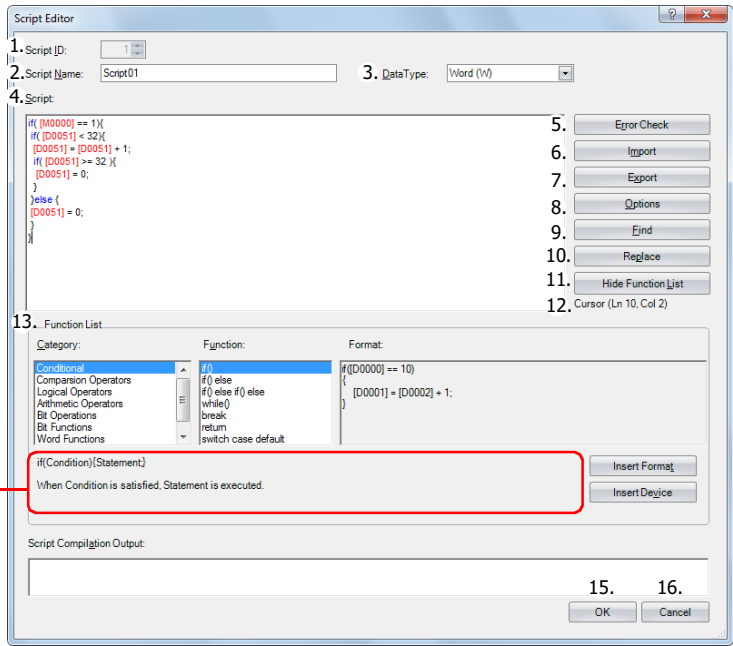 Script Editor
1. Script ID: 1
2. Script Name: Script01 3. DataType: Word (W)
4. Script:
if( [M0000] == 1){
if( [D0051] < 32){
[D0051] = [D0051] + 1;
if( [D0051] >= 32 ){
[D0051] = 0;
}
}else {
[D0051] = 0;
}
}
5. Error Check
6. Import
7. Export
8. Options
9. Find
10. Replace
11. Hide Function List
12. Cursor (Ln 10, Col 2)
13. Function List
Category: Function: Format:
Conditional
Comparsion Operators
Logical Operators
Arithmetic Operators
Bit Operations
Bit Functions
Word Functions
if()
if() else
if() else if() else
while()
break
return
switch case default
if([D0000] == 10)
{
[D0001] = [D0002] + 1;
}
if(Condition){Statement;}
When Condition is satisfied, Statement is executed.
Insert Format
Insert Device
Script Compilation Output:
15. 16.
OK Cancel